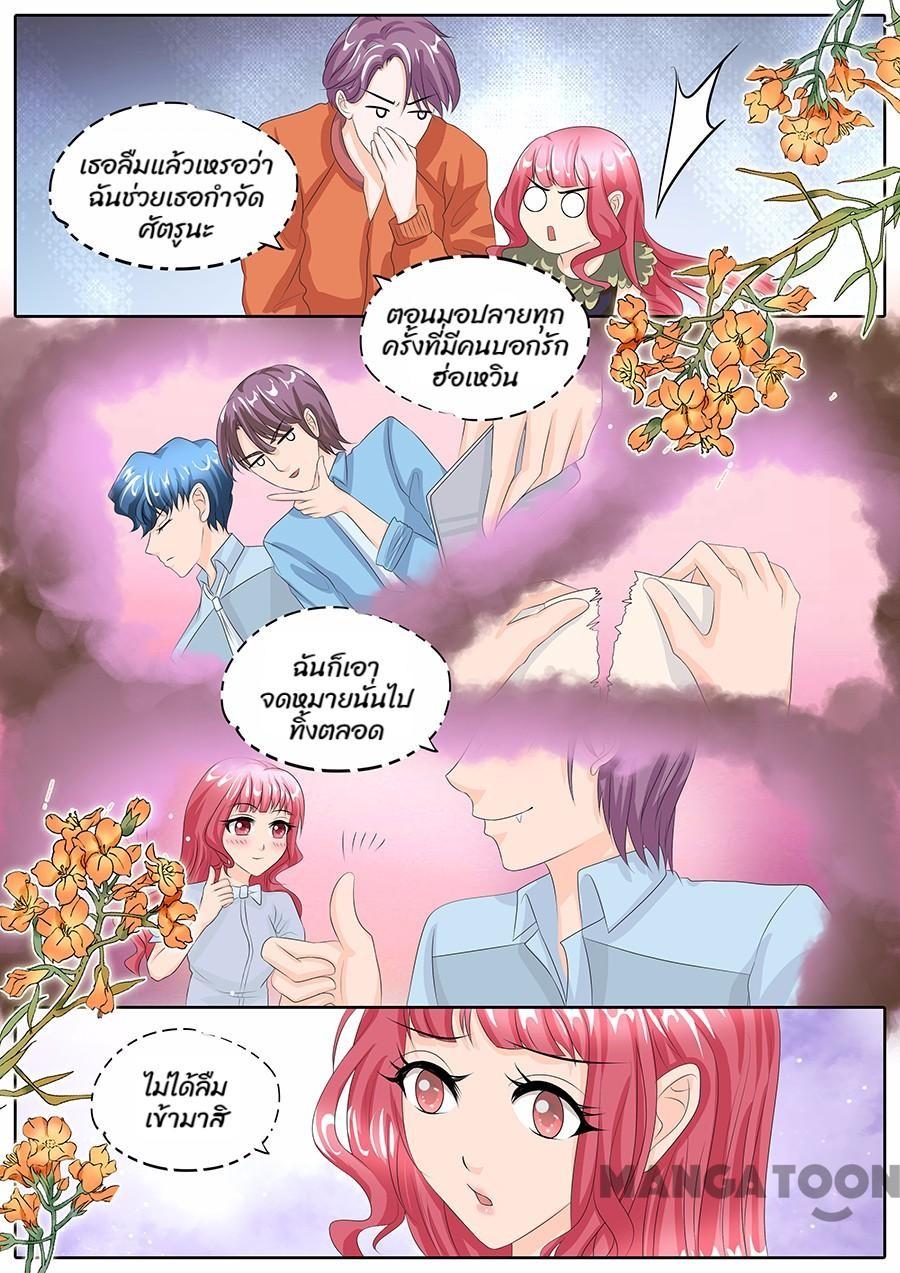 เธอลืมแล้วเหรอว่า
ฉันช่วยเธอกำจัด
ศัตรูนะ
ตอนมอปลายทุก
ครั้งที่มีคนบอกรัก
ฮ่อเหวิน
ฉันก็เอา
จดหมายนั่นไป
ทิ้งตลอด
ไม่ได้ลืม
เข้ามาสิ
MANGATOON